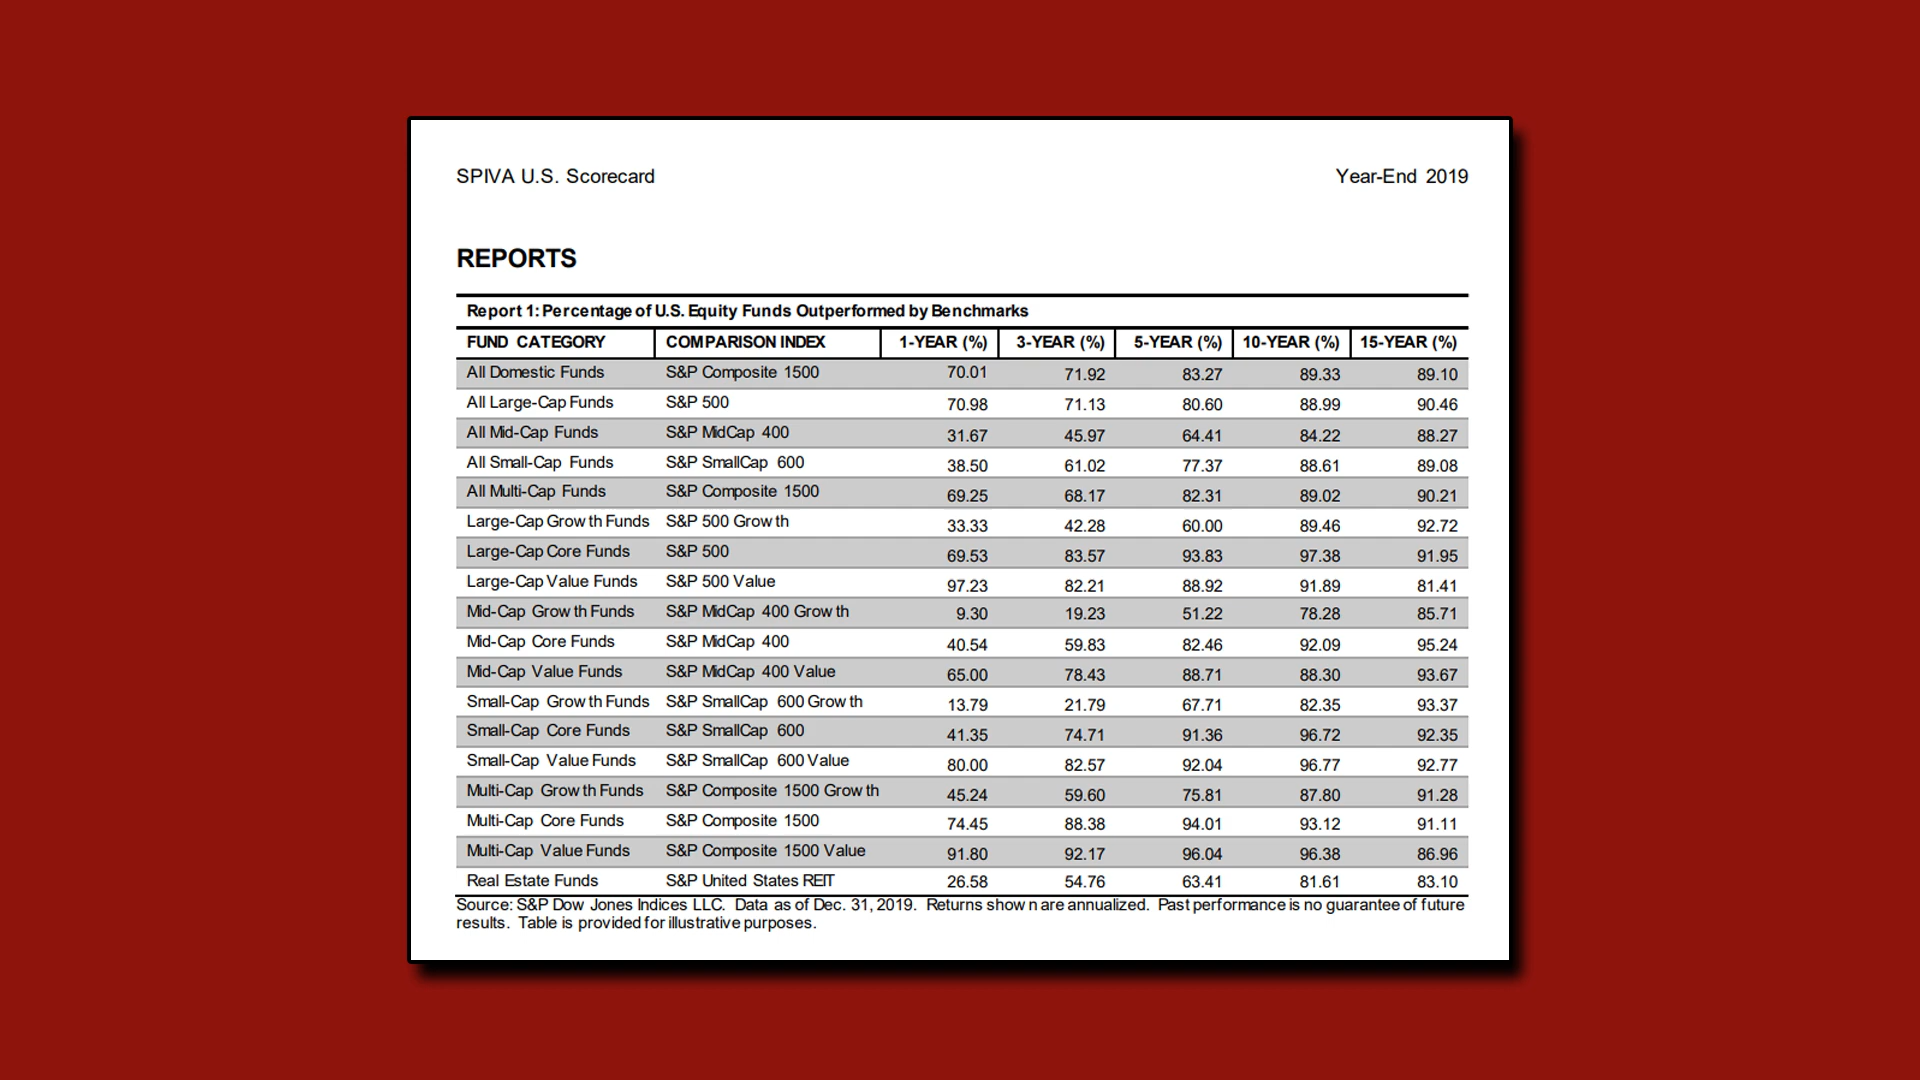 SPIVA U.S. Scorecard Year-End 2019
REPORTS
Report 1: Percentage of U.S. Equity Funds Outperformed by Benchmarks
FUND CATEGORY COMPARISON INDEX 1-YEAR (%) 3-YEAR (%) 5-YEAR (%) 10-YEAR (%) 15-YEAR (%)
All Domestic Funds S&P Composite 1500 70.01 71.92 83.27 89.33 89.10
All Large-Cap Funds S&P 500 70.98 71.13 80.60 88.99 90.46
All Mid-Cap Funds S&P MidCap 400 31.67 45.97 64.41 84.22 88.27
All Small-Cap Funds S&P SmallCap 600 38.50 61.02 77.37 88.61 89.08
All Multi-Cap Funds S&P Composite 1500 69.25 68.17 82.31 89.02 90.21
Large-Cap Growth Funds S&P 500 Growth 33.33 42.28 60.00 89.46 92.72
Large-Cap Core Funds S&P 500 69.53 83.57 93.83 97.38 91.95
Large-Cap Value Funds S&P 500 Value 97.23 82.21 88.92 91.89 81.41
Mid-Cap Growth Funds S&P MidCap 400 Growth 9.30 19.23 51.22 78.28 85.71
Mid-Cap Core Funds S&P MidCap 400 40.54 59.83 82.46 92.09 95.24
Mid-Cap Value Funds S&P MidCap 400 Value 65.00 78.43 88.71 88.30 93.67
Small-Cap Growth Funds S&P SmallCap 600 Growth 13.79 21.79 67.71 82.35 93.37
Small-Cap Core Funds S&P SmallCap 600 41.35 74.71 91.36 96.72 92.35
Small-Cap Value Funds S&P SmallCap 600 Value 80.00 82.57 92.04 96.77 92.77
Multi-Cap Growth Funds S&P Composite 1500 Growth 45.24 59.60 75.81 87.80 91.28
Multi-Cap Core Funds S&P Composite 1500 74.45 88.38 94.01 93.12 91.11
Multi-Cap Value Funds S&P Composite 1500 Value 91.80 92.17 96.04 96.38 86.96
Real Estate Funds S&P United States REIT 26.58 54.76 63.41 81.61 83.10
Source: S&P Dow Jones Indices LLC. Data as of Dec. 31, 2019. Returns shown are annualized. Past performance is no guarantee of future
results. Table is provided for illustrative purposes.